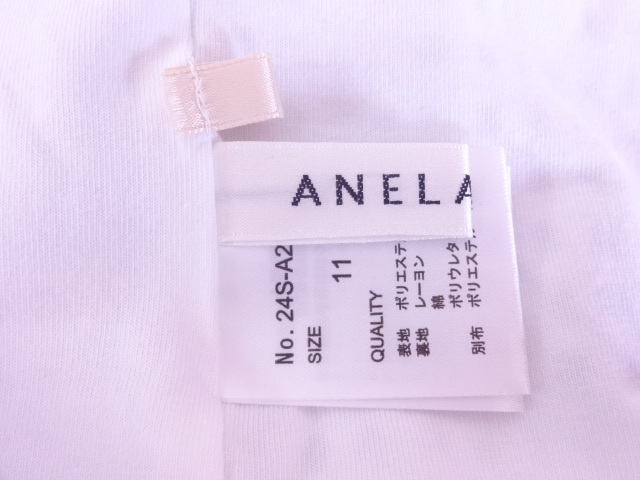 ANELA
No. 24S-A2
SIZE
11
QUALITY
表地 ポリエステ
裏地 レーヨン
綿
ポリウレタ
別布 ポリエステル